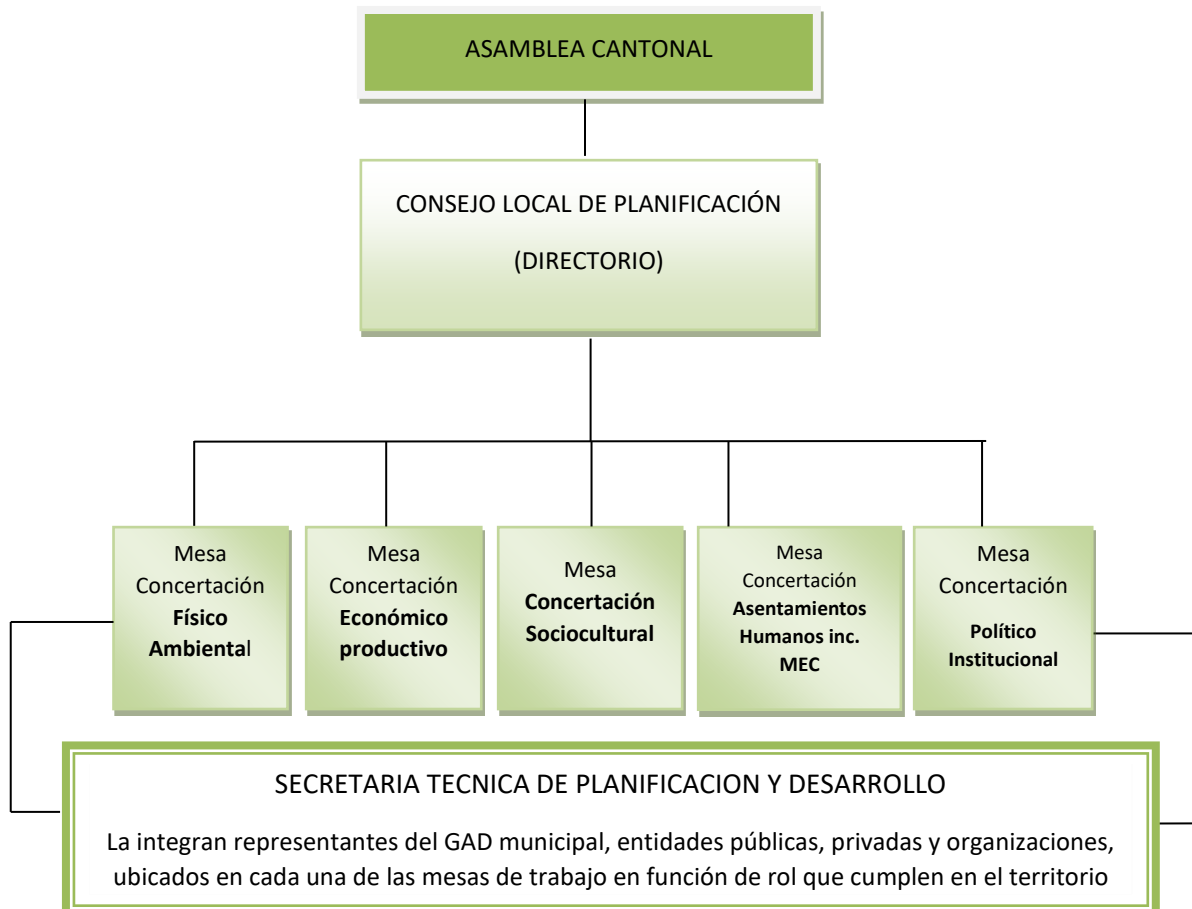 ASAMBLEA CANTONAL
CONSEJO LOCAL DE PLANIFICACIÓN
(DIRECTORIO)
Mesa
Concertación
Físico
Ambiental
Mesa
Concertación
Económico
productivo
Mesa
Concertación
Sociocultural
Mesa
Concertación
Asentamientos
Humanos inc.
MEC
Mesa
Concertación
Político
Institucional
SECRETARIA TECNICA DE PLANIFICACION Y DESARROLLO
La integran representantes del GAD municipal, entidades públicas, privadas y organizaciones,
ubicados en cada una de las mesas de trabajo en función de rol que cumplen en el territorio